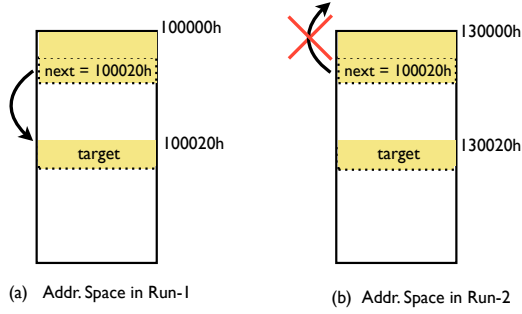 100000h
next = 100020h
100020h
target
(a) Addr. Space in Run-1
130000h
next = 100020h
130020h
target
(b) Addr. Space in Run-2